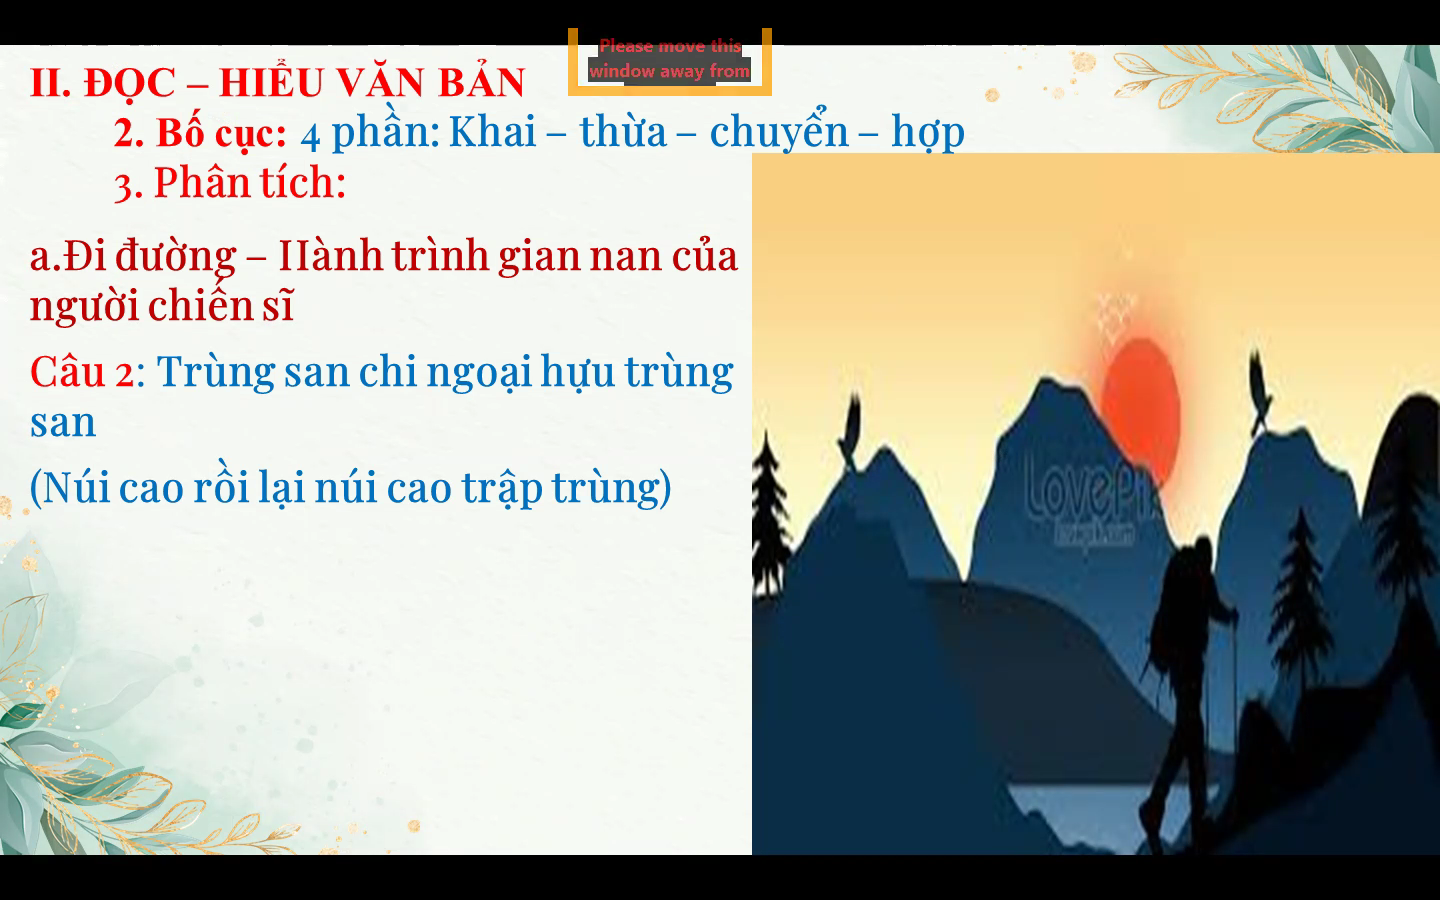 Please move this
window away from
II. ĐỌC – HIỂU VĂN BẢN
2. Bố cục: 4 phần: Khai – thừa – chuyển – hợp
3. Phân tích:
a.Đi đường – Hành trình gian nan của
người chiến sĩ
Câu 2: Trùng san chi ngoại hựu trùng
san
(Núi cao rồi lại núi cao trập trùng)